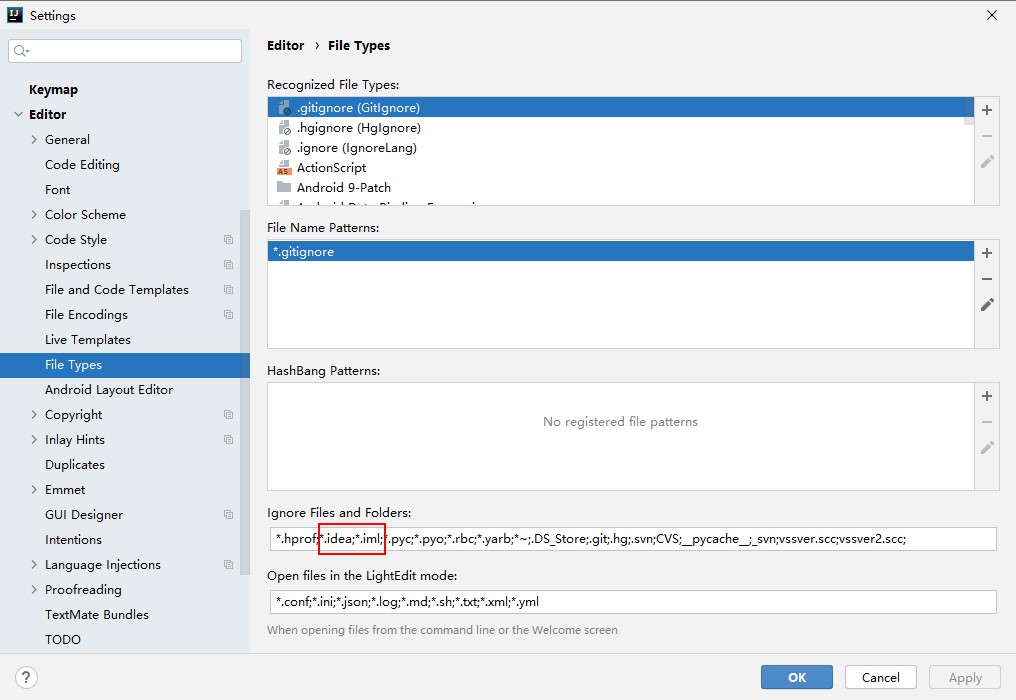 Settings
Keymap
Editor
General
Code Editing
Font
Color Scheme
Code Style
Inspections
File and Code Templates
File Encodings
Live Templates
File Types
Android Layout Editor
Copyright
Inlay Hints
Duplicates
Emmet
GUI Designer
Intentions
Language Injections
Proofreading
TextMate Bundles
TODO
Editor › File Types
Recognized File Types:
.gitignore (GitIgnore)
.hgignore (HgIgnore)
.ignore (IgnoreLang)
ActionScript
Android 9-Patch
File Name Patterns:
*.gitignore
HashBang Patterns:
No registered file patterns
Ignore Files and Folders:
*.hprof;*.idea;*.iml;*.pyc;*.pyo;*.rbc;*.yarb;*~;.DS_Store;.git;.hg;.svn;CVS;__pycache__;_svn;vssver.scc;vssver2.scc;
Open files in the LightEdit mode:
*.conf;*.ini;*.json;*.log;*.md;*.sh;*.txt;*.xml;*.yml
When opening files from the command line or the Welcome screen
?
OK
Cancel
Apply